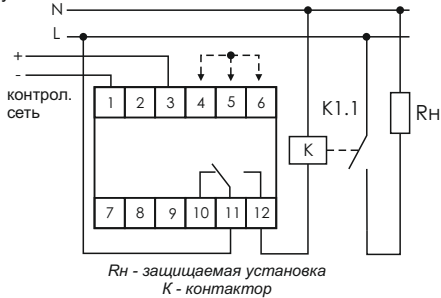 N
L
+
-
контрол.
сеть
1 2 3 4 5 6
K1.1
Rн
K
7 8 9 10 11 12
Rн - защищаемая установка
К - контактор